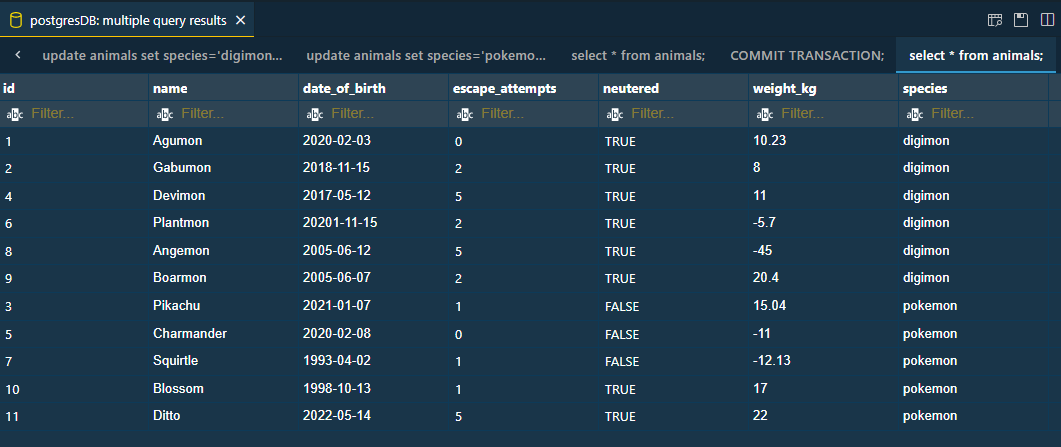 postgresDB: multiple query results
update animals set species='digimon... update animals set species='pokemo... select * from animals; COMMIT TRANSACTION; select * from animals;
id name date_of_birth escape_attempts neutered weight_kg species
abc Filter... abc Filter... abc Filter... abc Filter... abc Filter... abc Filter... abc Filter...
1 Agumon 2020-02-03 0 TRUE 10.23 digimon
2 Gabumon 2018-11-15 2 TRUE 8 digimon
4 Devimon 2017-05-12 5 TRUE 11 digimon
6 Plantmon 20201-11-15 2 TRUE -5.7 digimon
8 Angemon 2005-06-12 5 TRUE -45 digimon
9 Boarmon 2005-06-07 2 TRUE 20.4 digimon
3 Pikachu 2021-01-07 1 FALSE 15.04 pokemon
5 Charmander 2020-02-08 0 FALSE -11 pokemon
7 Squirtle 1993-04-02 1 FALSE -12.13 pokemon
10 Blossom 1998-10-13 1 TRUE 17 pokemon
11 Ditto 2022-05-14 5 TRUE 22 pokemon